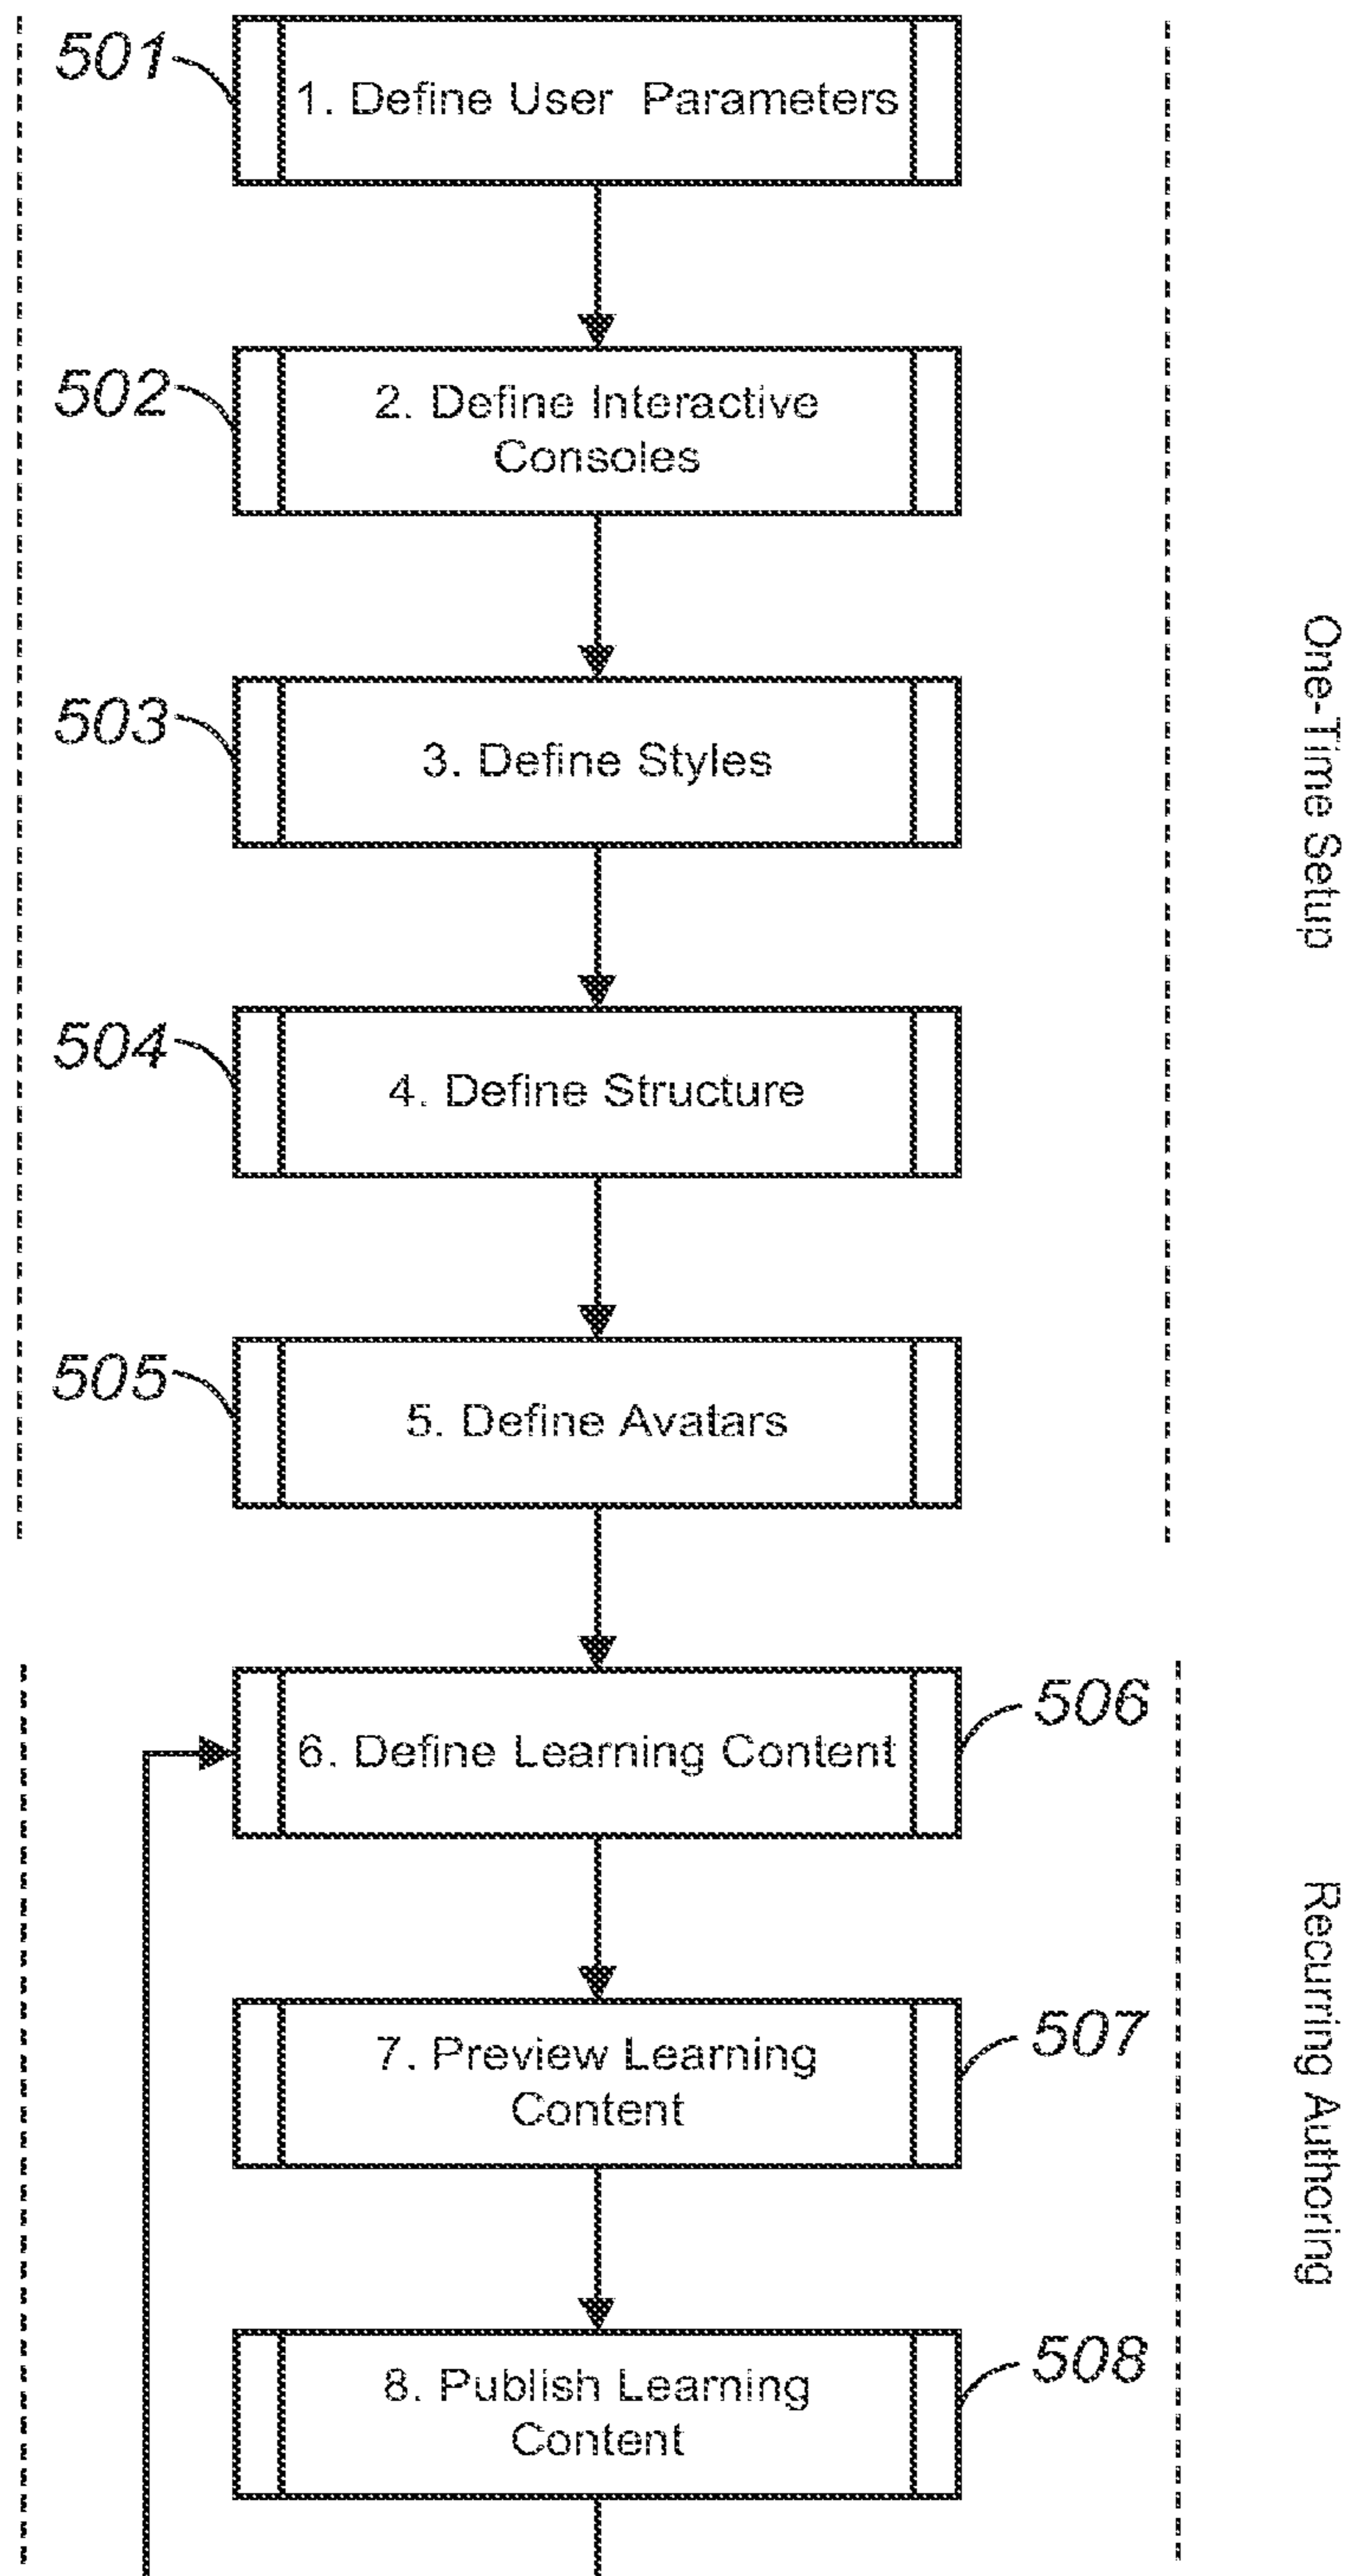 501
1. Define User Parameters
502
2. Define Interactive
Consoles
503
3. Define Styles
504
4. Define Structure
505
5. Define Avatars
One-Time Setup
506
6. Define Learning Content
507
7. Preview Learning
Content
508
8. Publish Learning
Content
Recurring Authoring